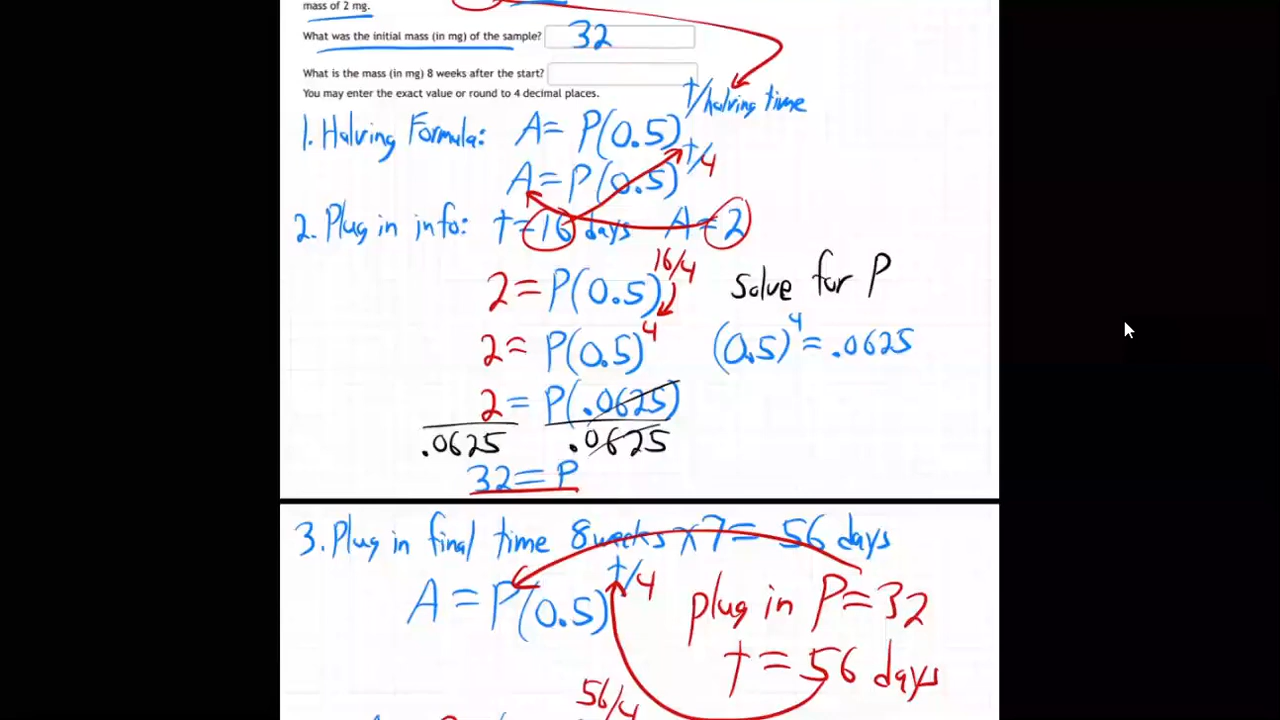 mass of 2 mg.
What was the initial mass (in mg) of the sample? 32
What is the mass (in mg) 8 weeks after the start?
You may enter the exact value or round to 4 decimal places.
t/halving time
1. Halving Formula: A= P(0.5)
A=P(0.5) t/4
2. Plug in info: t=16 days A=2
2=P(0.5) 16/4 solve for P
2= P(0.5)4 (0.5)4= .0625
2 = P(.0625)
.0625 .0625
32=P
3. Plug in final time 8 weeks x7= 56 days
A=P(0.5) t/4 plug in P=32
t=56 days
56/4